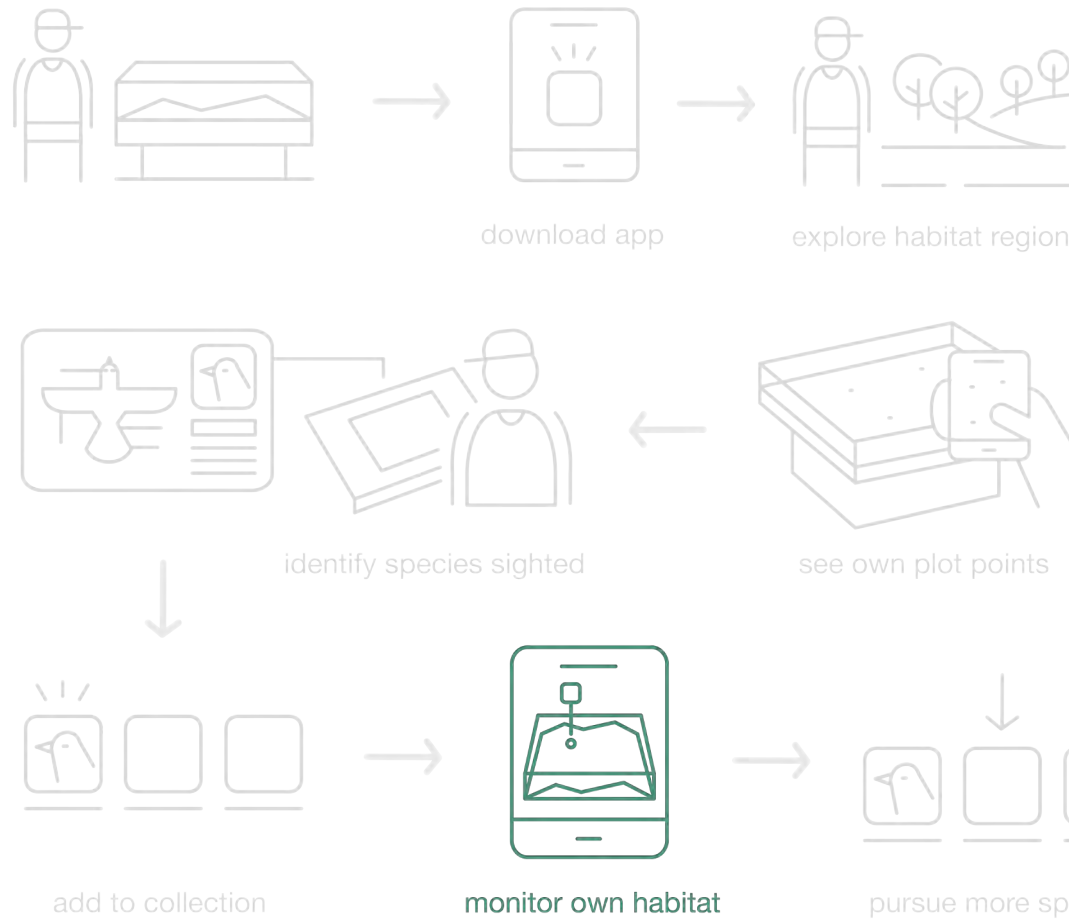 download app
explore habitat region
identify species sighted
see own plot points
add to collection
monitor own habitat
pursue more sp